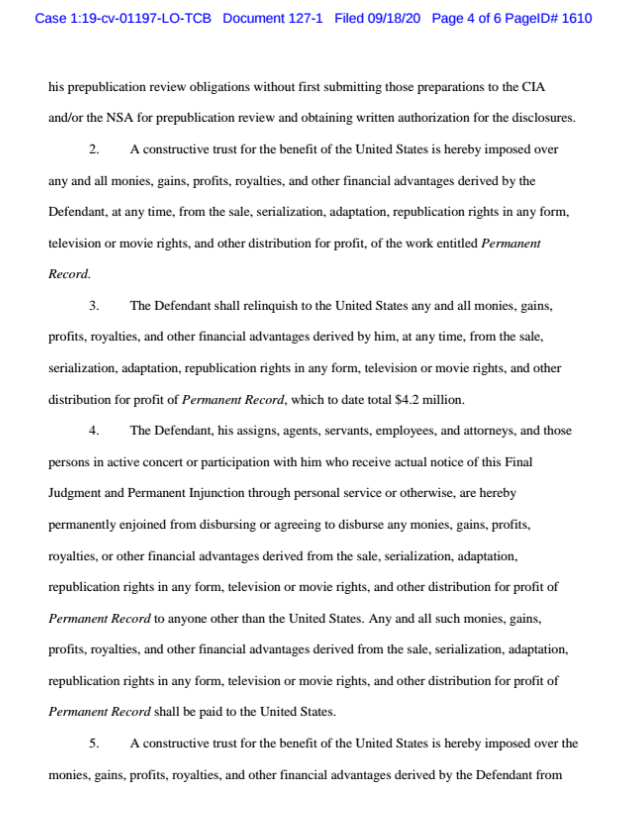 Case 1:19-cv-01197-LO-TCB Document 127-1 Filed 09/18/20 Page 4 of 6 PageID# 1610
his prepublication review obligations without first submitting those preparations to the CIA
and/or the NSA for prepublication review and obtaining written authorization for the disclosures.
2. A constructive trust for the benefit of the United States is hereby imposed over
any and all monies, gains, profits, royalties, and other financial advantages derived by the
Defendant, at any time, from the sale, serialization, adaptation, republication rights in any form,
television or movie rights, and other distribution for profit, of the work entitled Permanent
Record.
3. The Defendant shall relinquish to the United States any and all monies, gains,
profits, royalties, and other financial advantages derived by him, at any time, from the sale,
serialization, adaptation, republication rights in any form, television or movie rights, and other
distribution for profit of Permanent Record, which to date total $4.2 million.
4. The Defendant, his assigns, agents, servants, employees, and attorneys, and those
persons in active concert or participation with him who receive actual notice of this Final
Judgment and Permanent Injunction through personal service or otherwise, are hereby
permanently enjoined from disbursing or agreeing to disburse any monies, gains, profits,
royalties, or other financial advantages derived from the sale, serialization, adaptation,
republication rights in any form, television or movie rights, and other distribution for profit of
Permanent Record to anyone other than the United States. Any and all such monies, gains,
profits, royalties, and other financial advantages derived from the sale, serialization, adaptation,
republication rights in any form, television or movie rights, and other distribution for profit of
Permanent Record shall be paid to the United States.
5. A constructive trust for the benefit of the United States is hereby imposed over the
monies, gains, profits, royalties, and other financial advantages derived by the Defendant from